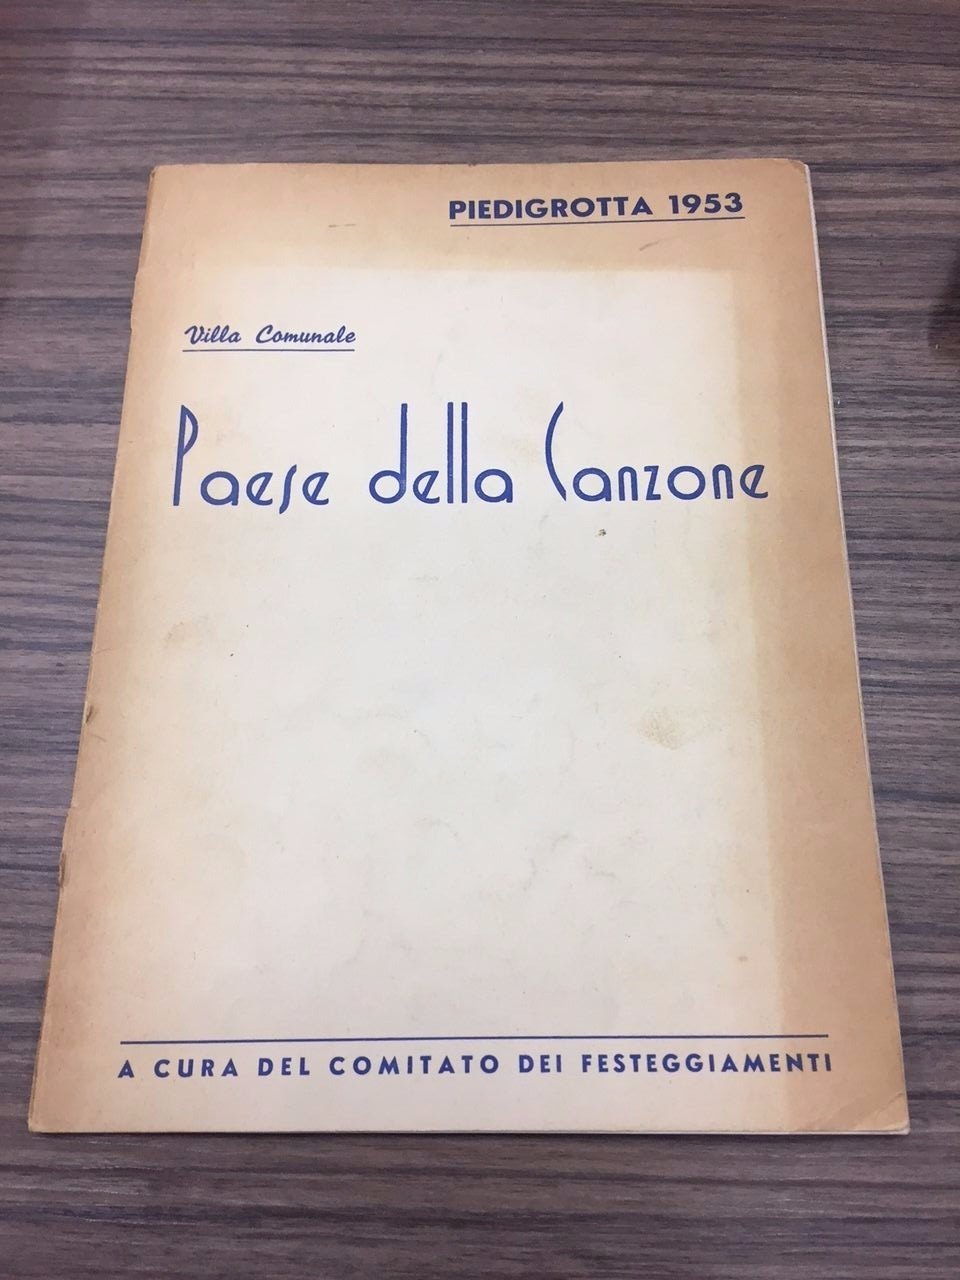 PIEDIGROTTA 1953
Villa Comunale
Paese della Canzone
A CURA DEL COMITATO DEI FESTEGGIAMENTI